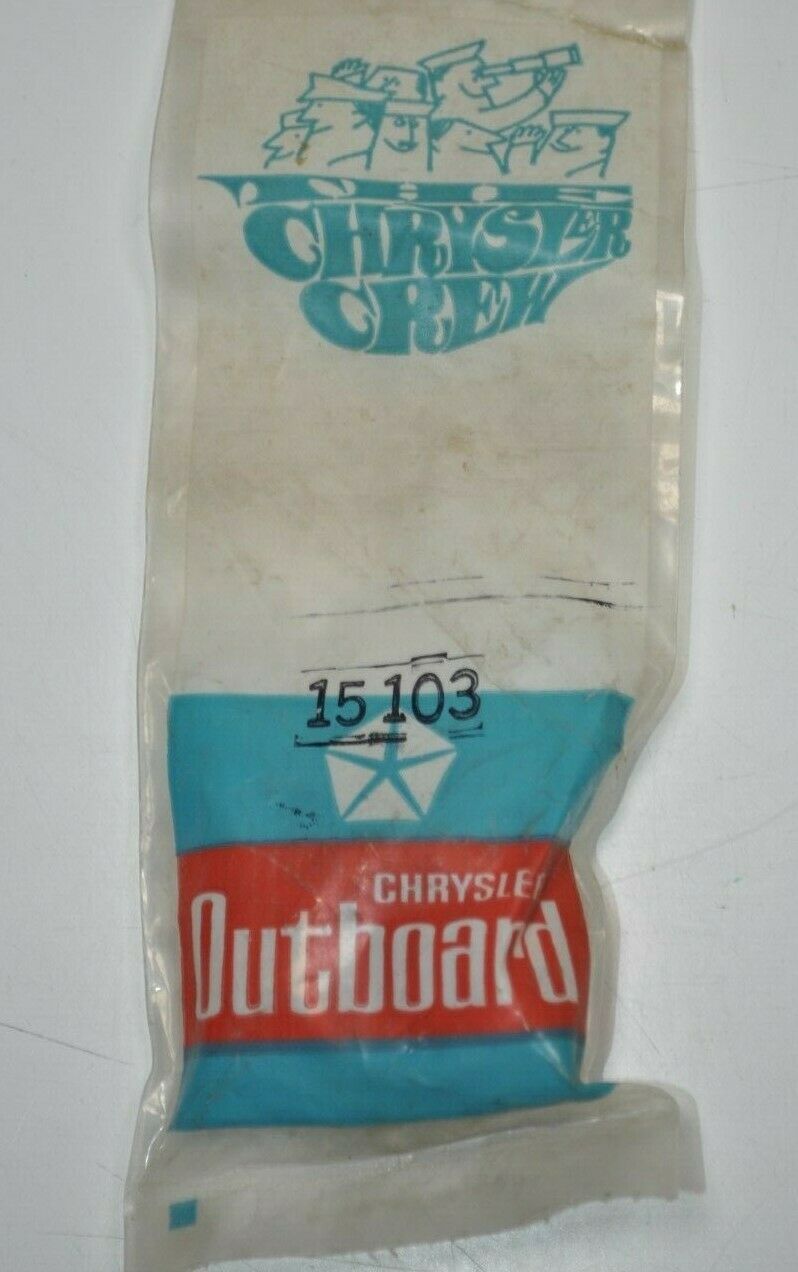 THE
CHRYSLER
CREW
15103
CHRYSLER
Outboard